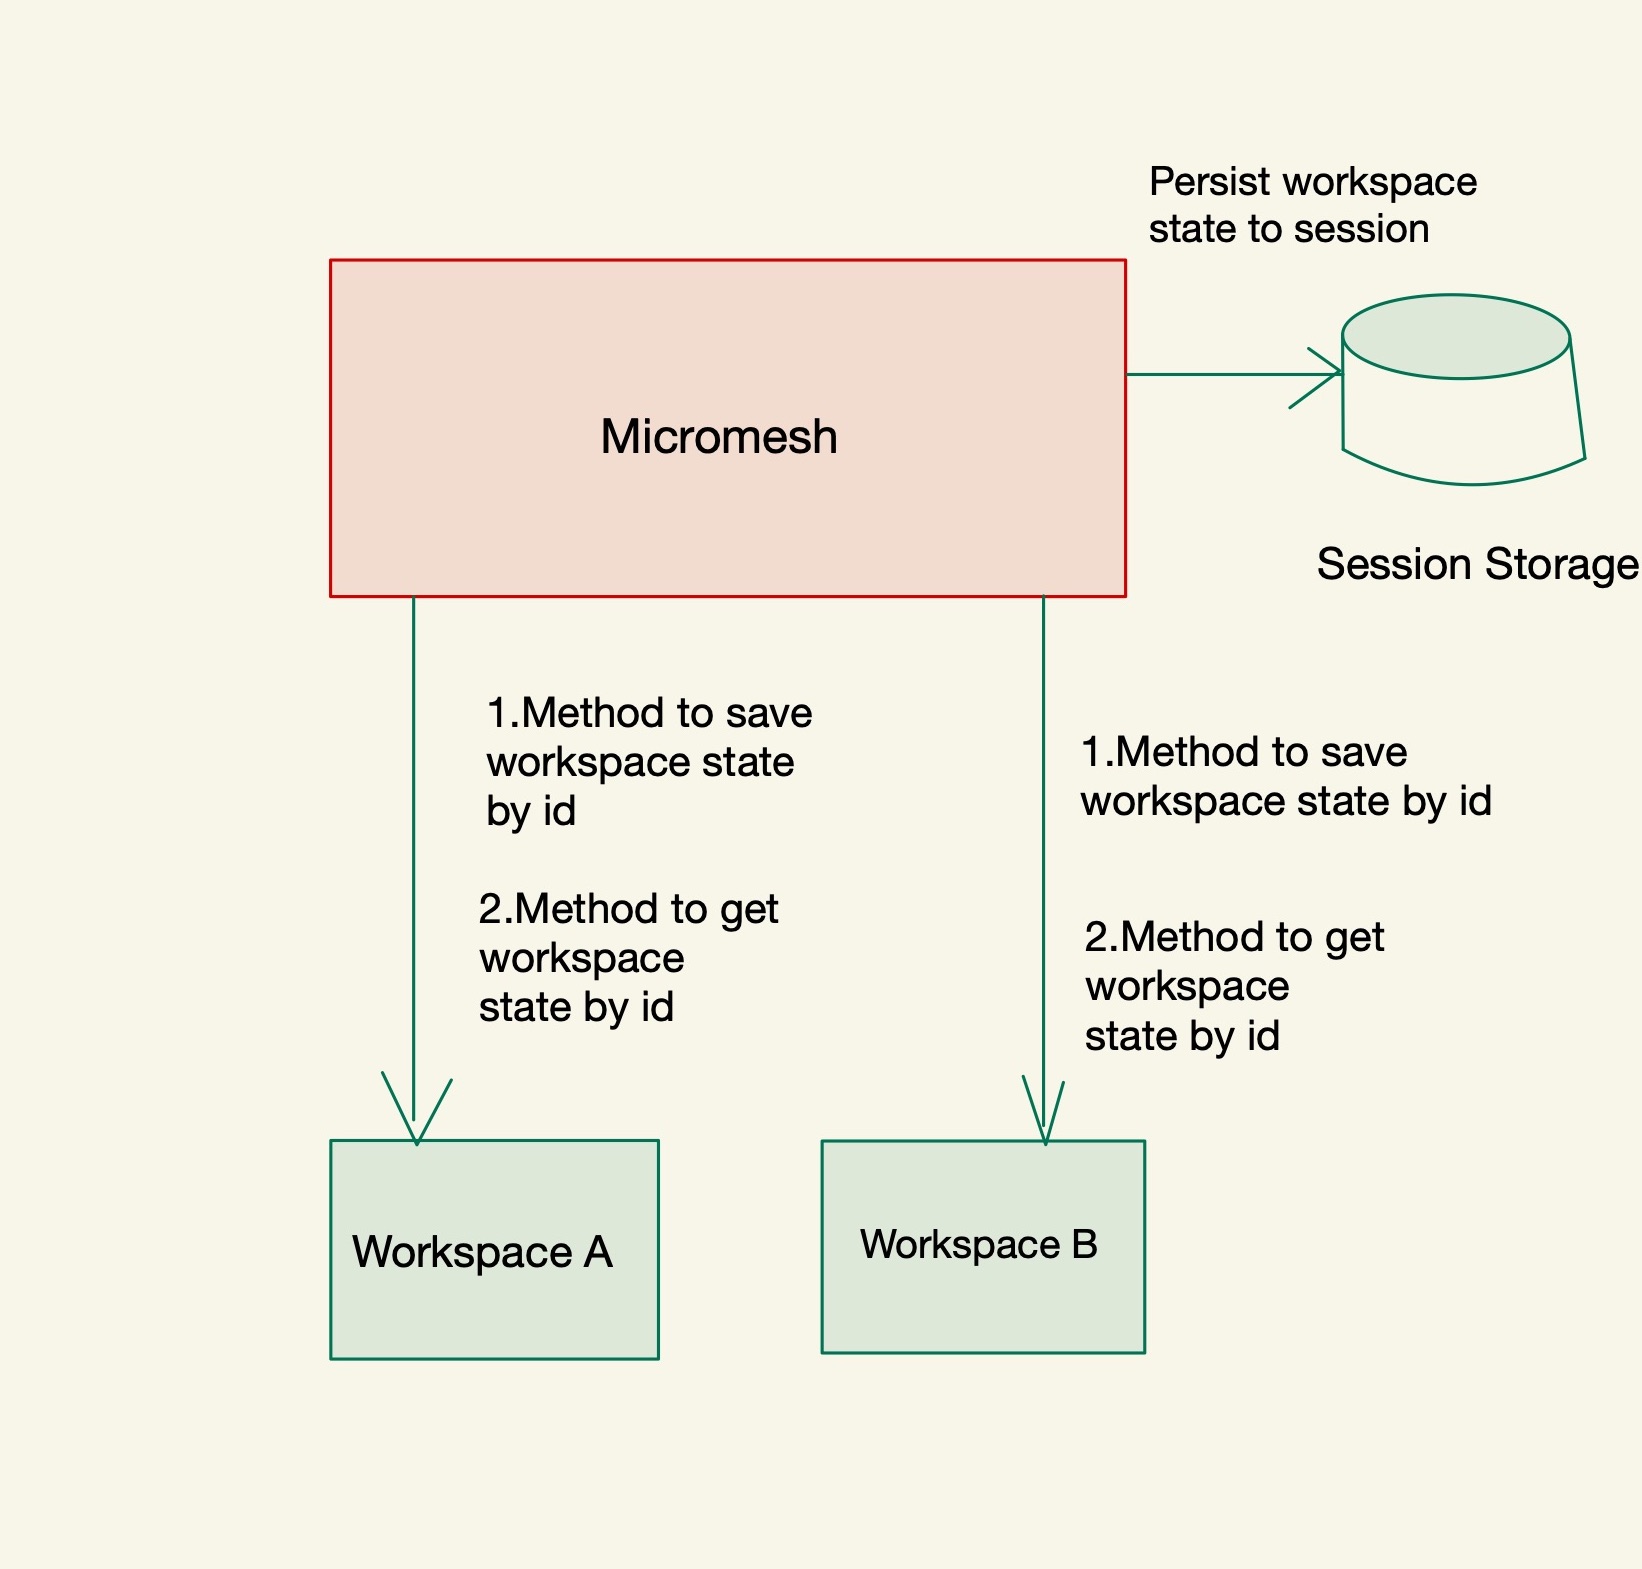 Persist workspace
state to session
Micromesh
Session Storage
1.Method to save
workspace state
by id
2.Method to get
workspace
state by id
1.Method to save
workspace state by id
2.Method to get
workspace
state by id
Workspace A
Workspace B